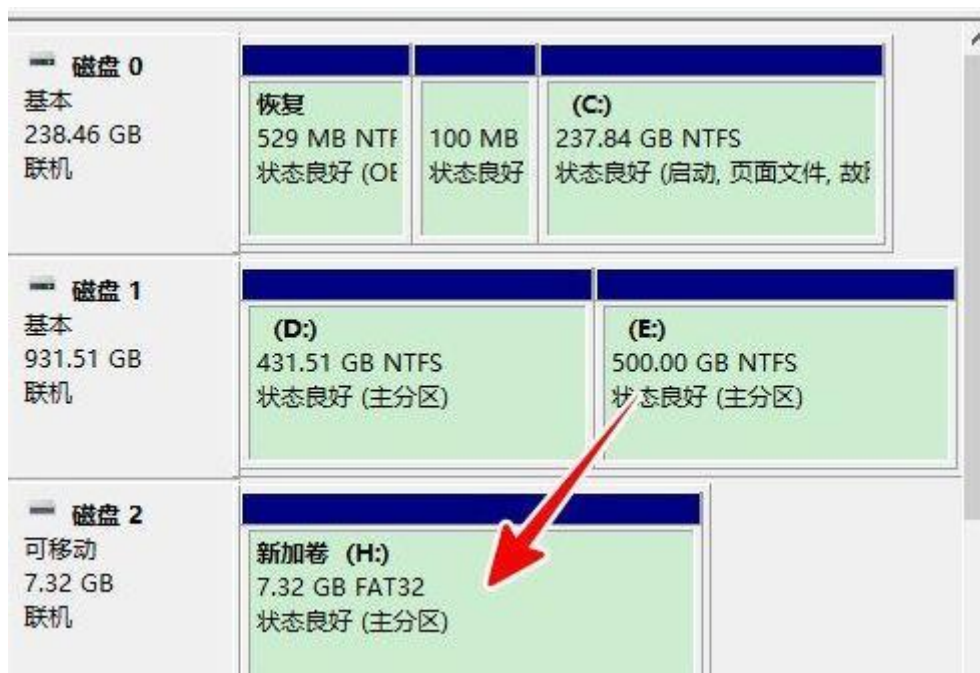 磁盘 0
基本
238.46 GB
联机
恢复
529 MB NTF
状态良好 (OE
100 MB
状态良好
(C:)
237.84 GB NTFS
状态良好 (启动, 页面文件, 故
磁盘 1
基本
931.51 GB
联机
(D:)
431.51 GB NTFS
状态良好 (主分区)
(E:)
500.00 GB NTFS
状态良好 (主分区)
磁盘 2
可移动
7.32 GB
联机
新加卷 (H:)
7.32 GB FAT32
状态良好 (主分区)